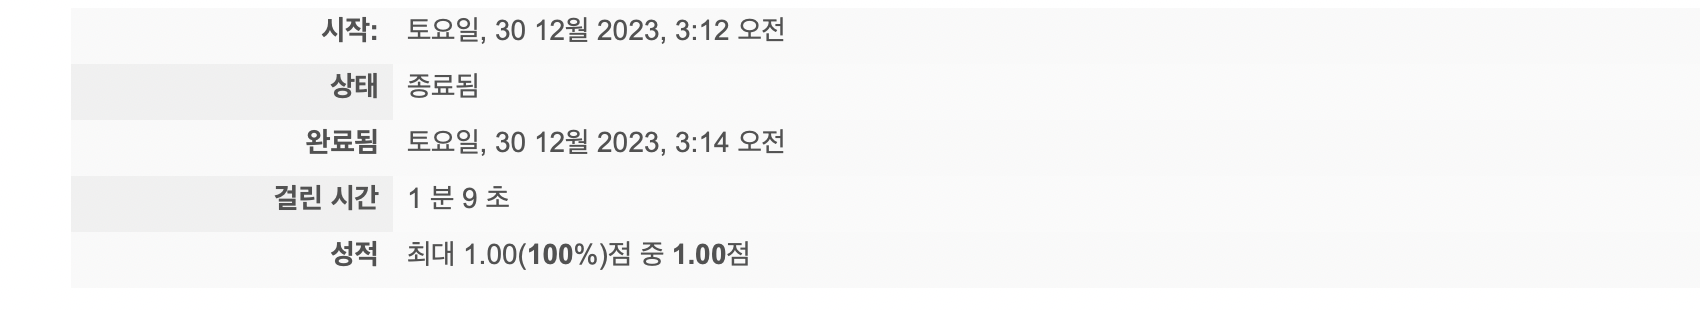 시작: 토요일, 30 12월 2023, 3:12 오전
상태 종료됨
완료됨 토요일, 30 12월 2023, 3:14 오전
걸린 시간 1 분 9 초
성적 최대 1.00(100%)점 중 1.00점